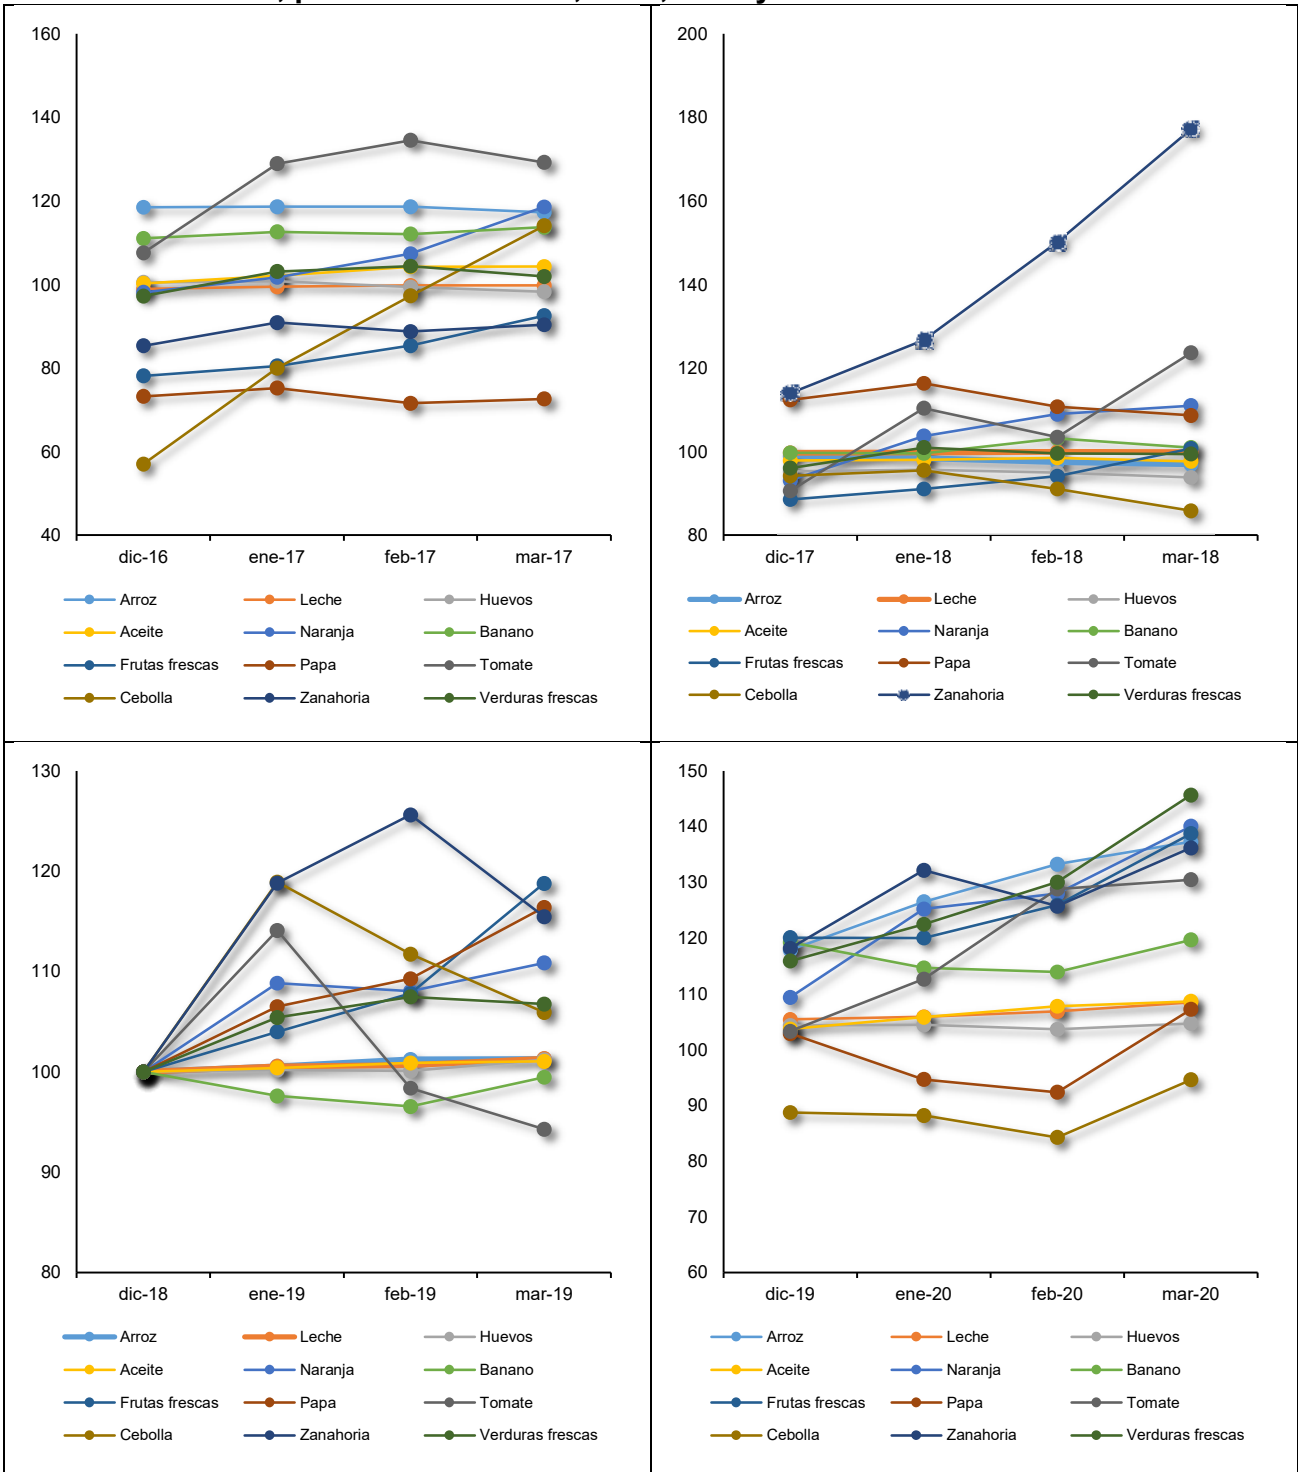 160
140
120
100
80
60
40
dic-16 ene-17 feb-17 mar-17
Arroz Leche Huevos
Aceite Naranja Banano
Frutas frescas Papa Tomate
Cebolla Zanahoria Verduras frescas
200
180
160
140
120
100
80
dic-17 ene-18 feb-18 mar-18
Arroz Leche Huevos
Aceite Naranja Banano
Frutas frescas Papa Tomate
Cebolla Zanahoria Verduras frescas
130
120
110
100
90
80
dic-18 ene-19 feb-19 mar-19
Arroz Leche Huevos
Aceite Naranja Banano
Frutas frescas Papa Tomate
Cebolla Zanahoria Verduras frescas
150
140
130
120
110
100
90
80
70
60
dic-19 ene-20 feb-20 mar-20
Arroz Leche Huevos
Aceite Naranja Banano
Frutas frescas Papa Tomate
Cebolla Zanahoria Verduras frescas